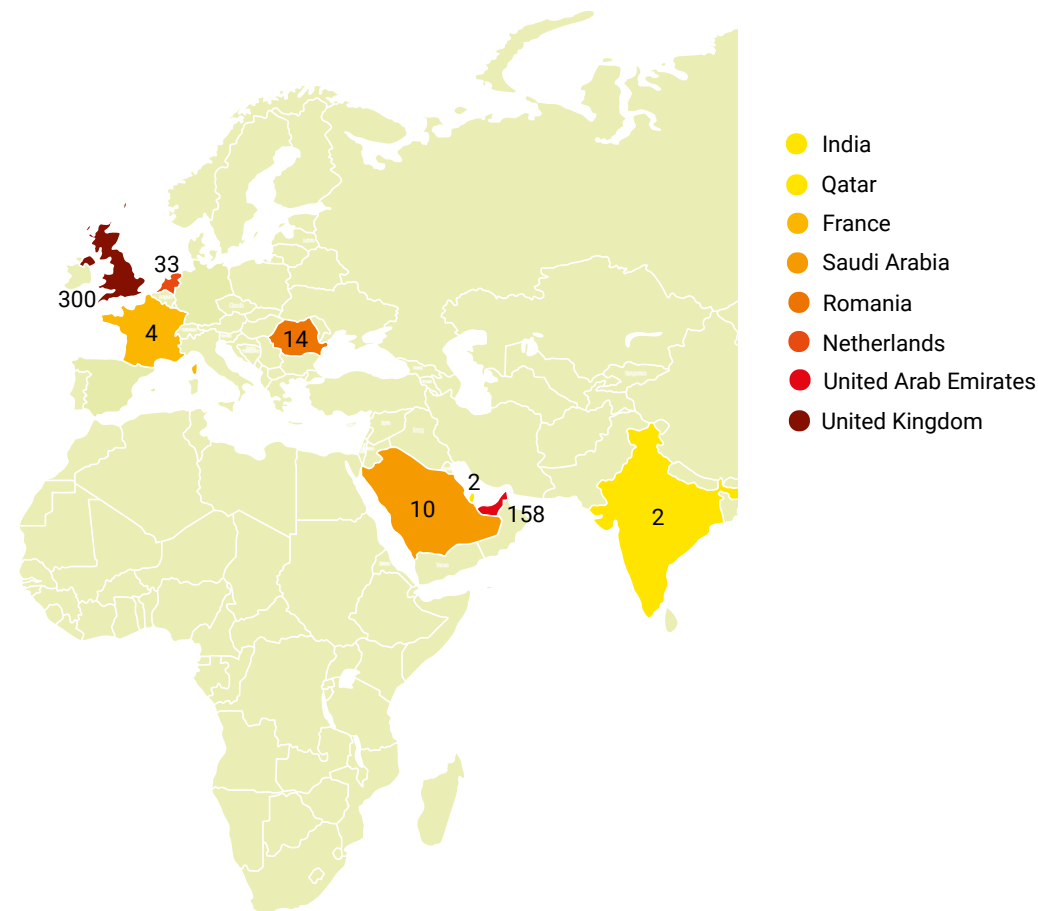 India
Qatar
France
Saudi Arabia
Romania
Netherlands
United Arab Emirates
United Kingdom
33
300
4
14
2
10
158
2